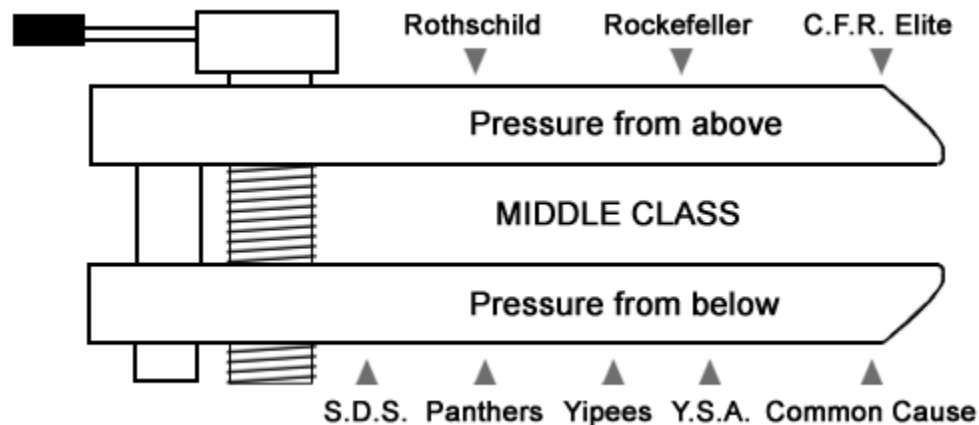 Rothschild Rockefeller C.F.R. Elite
Pressure from above
MIDDLE CLASS
Pressure from below
S.D.S. Panthers Yipees Y.S.A. Common Cause